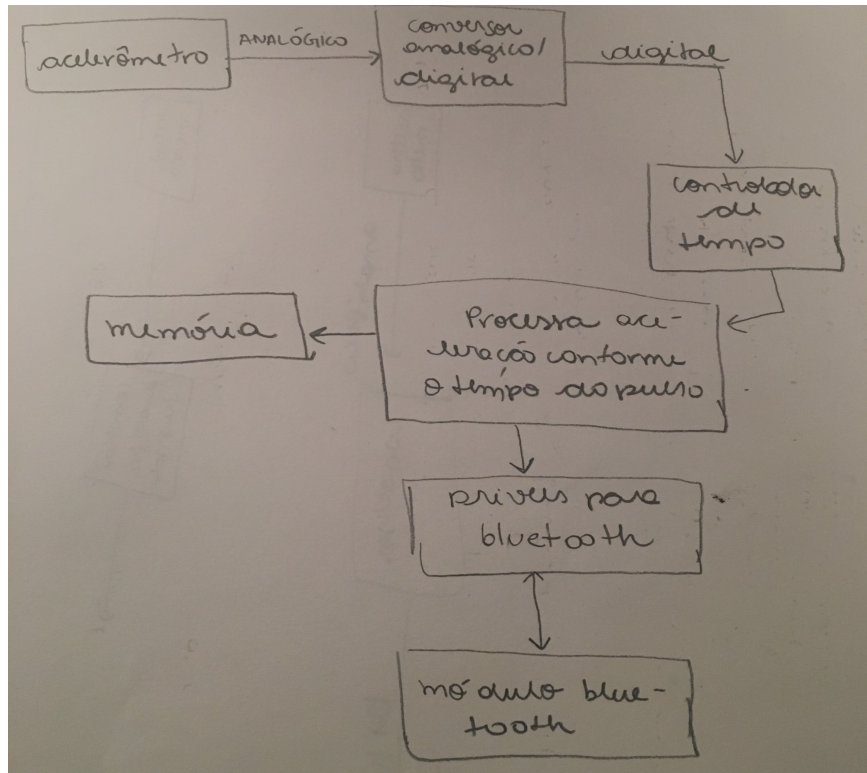 acelerômetro
ANALÓGICO
conversor
analógico/
digital
digital
controlador
de
tempo
Processa ace-
leração conforme
o tempo do pulso
memória
drivers para
bluetooth
módulo blue-
tooth